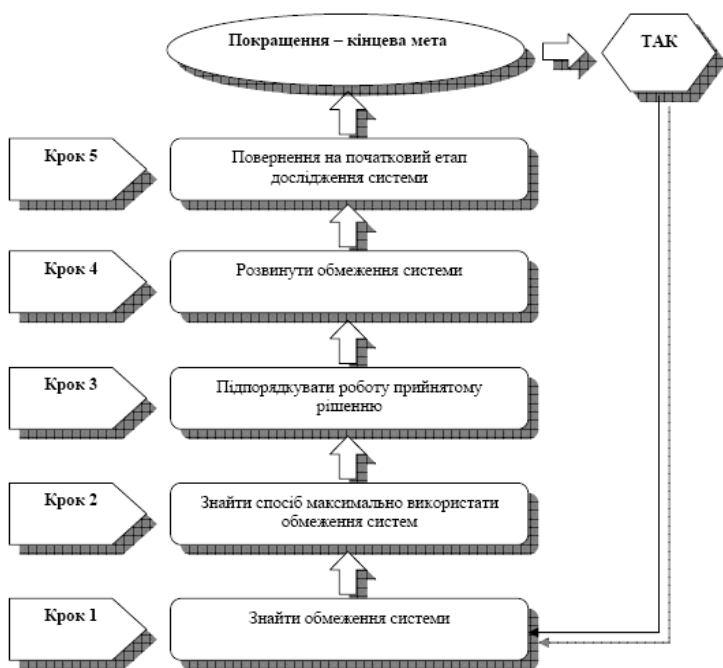 Покращення – кінцева мета
ТАК
Крок 5
Повернення на початковий етап
дослідження системи
Крок 4
Розвинути обмеження системи
Крок 3
Підпорядкувати роботу прийнятому
рішенню
Крок 2
Знайти спосіб максимально використати
обмеження систем
Крок 1
Знайти обмеження системи